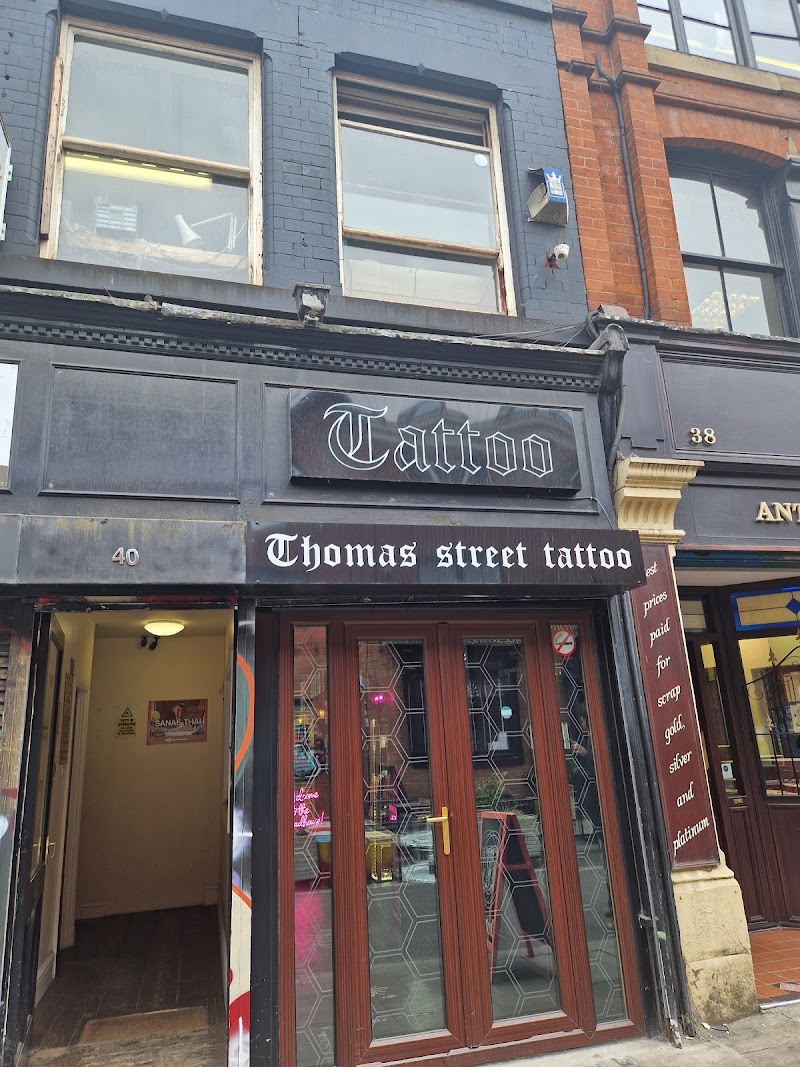 Tattoo
38
ANT
Thomas street tattoo
40
SANAE THAI
est
prices
paid
for
scrap
gold,
silver
and
platinum